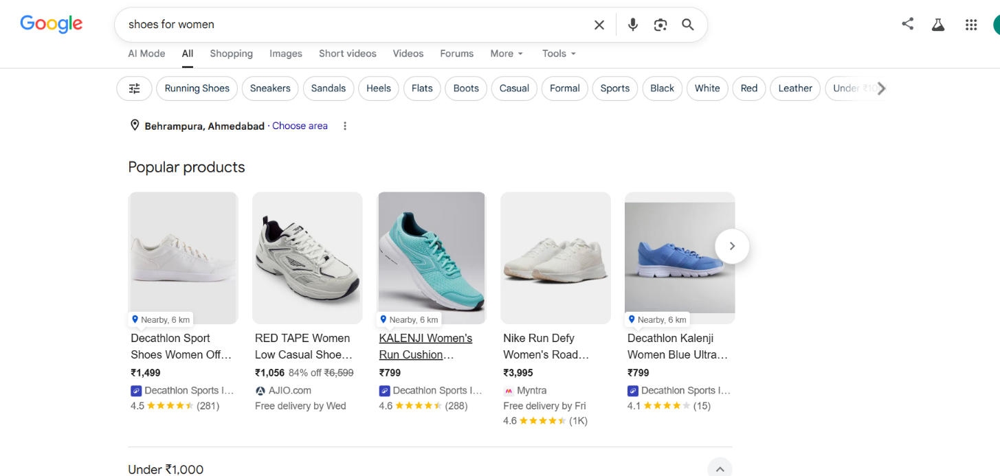 Google
shoes for women
AI Mode All Shopping Images Short videos Videos Forums More Tools
Running Shoes Sneakers Sandals Heels Flats Boots Casual Formal Sports Black White Red Leather Under
Behrampura, Ahmedabad · Choose area
Popular products
Nearby, 6 km
Decathlon Sport
Shoes Women Off...
₹1,499
Decathlon Sports I...
4.5 (281)
RED TAPE Women
Low Casual Shoe...
₹1,056 84% off ₹6,599
AJIO.com
Free delivery by Wed
Nearby, 6 km
KALENJI Women's
Run Cushion...
₹799
Decathlon Sports I...
4.6 (288)
Nike Run Defy
Women's Road...
₹3,995
Myntra
Free delivery by Fri
4.6 (1K)
Nearby, 6 km
Decathlon Kalenji
Women Blue Ultra...
₹799
Decathlon Sports I...
4.1 (15)
Under ₹1,000